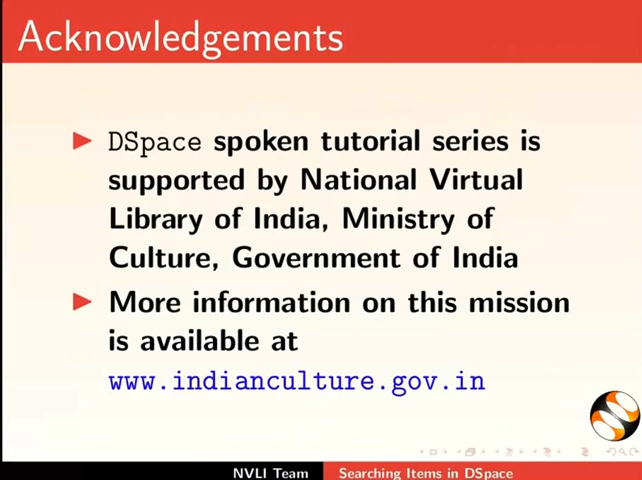 Acknowledgements
DSpace spoken tutorial series is
supported by National Virtual
Library of India, Ministry of
Culture, Government of India
More information on this mission
is available at
www.indianculture.gov.in
NVLI Team Searching Items in DSpace